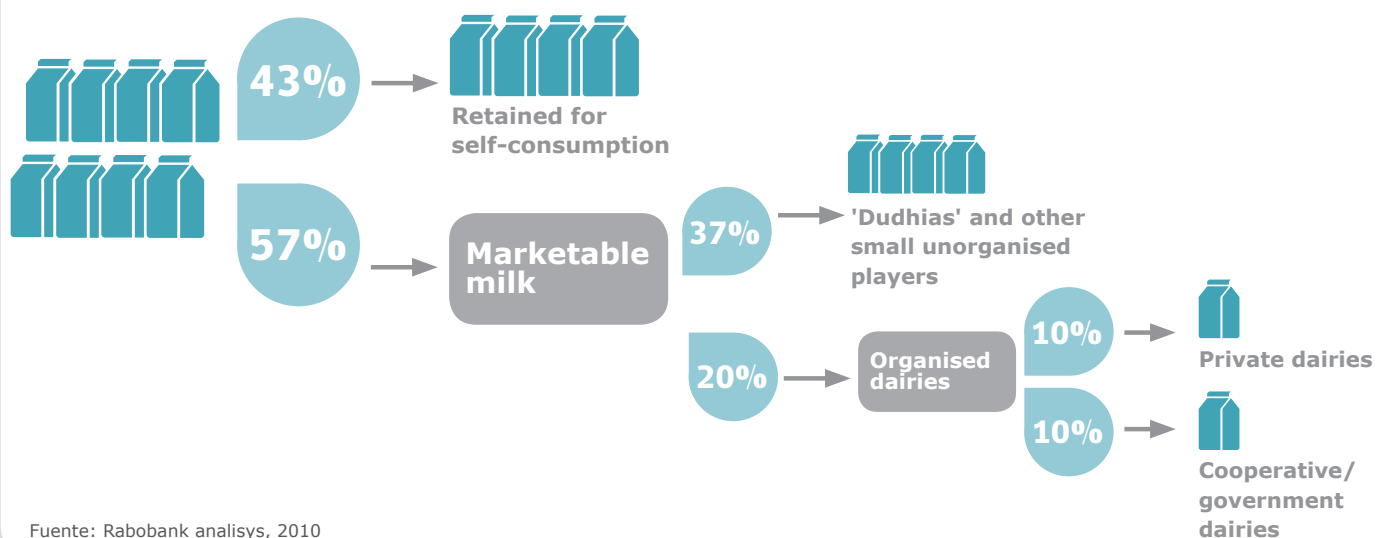 43%
Retained for
self-consumption
57%
Marketable
milk
37%
'Dudhias' and other
small unorganised
players
20%
Organised
dairies
10%
Private dairies
10%
Cooperative/
government
dairies
Fuente: Rabobank analisys, 2010